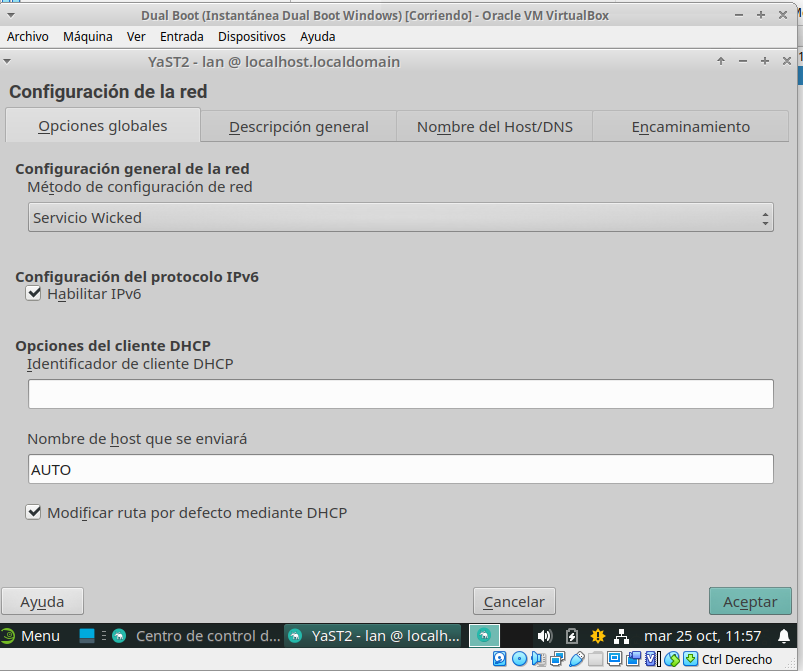 Dual Boot (Instantánea Dual Boot Windows) [Corriendo] - Oracle VM VirtualBox
Archivo Máquina Ver Entrada Dispositivos Ayuda
YaST2 - lan @ localhost.localdomain
Configuración de la red
Opciones globales Descripción general Nombre del Host/DNS Encaminamiento
Configuración general de la red
Método de configuración de red
Servicio Wicked
Configuración del protocolo IPv6
Habilitar IPv6
Opciones del cliente DHCP
Identificador de cliente DHCP
Nombre de host que se enviará
AUTO
Modificar ruta por defecto mediante DHCP
Ayuda Cancelar Aceptar
Menu Centro de control d... YaST2 - lan @ localh... mar 25 oct, 11:57
Ctrl Derecho